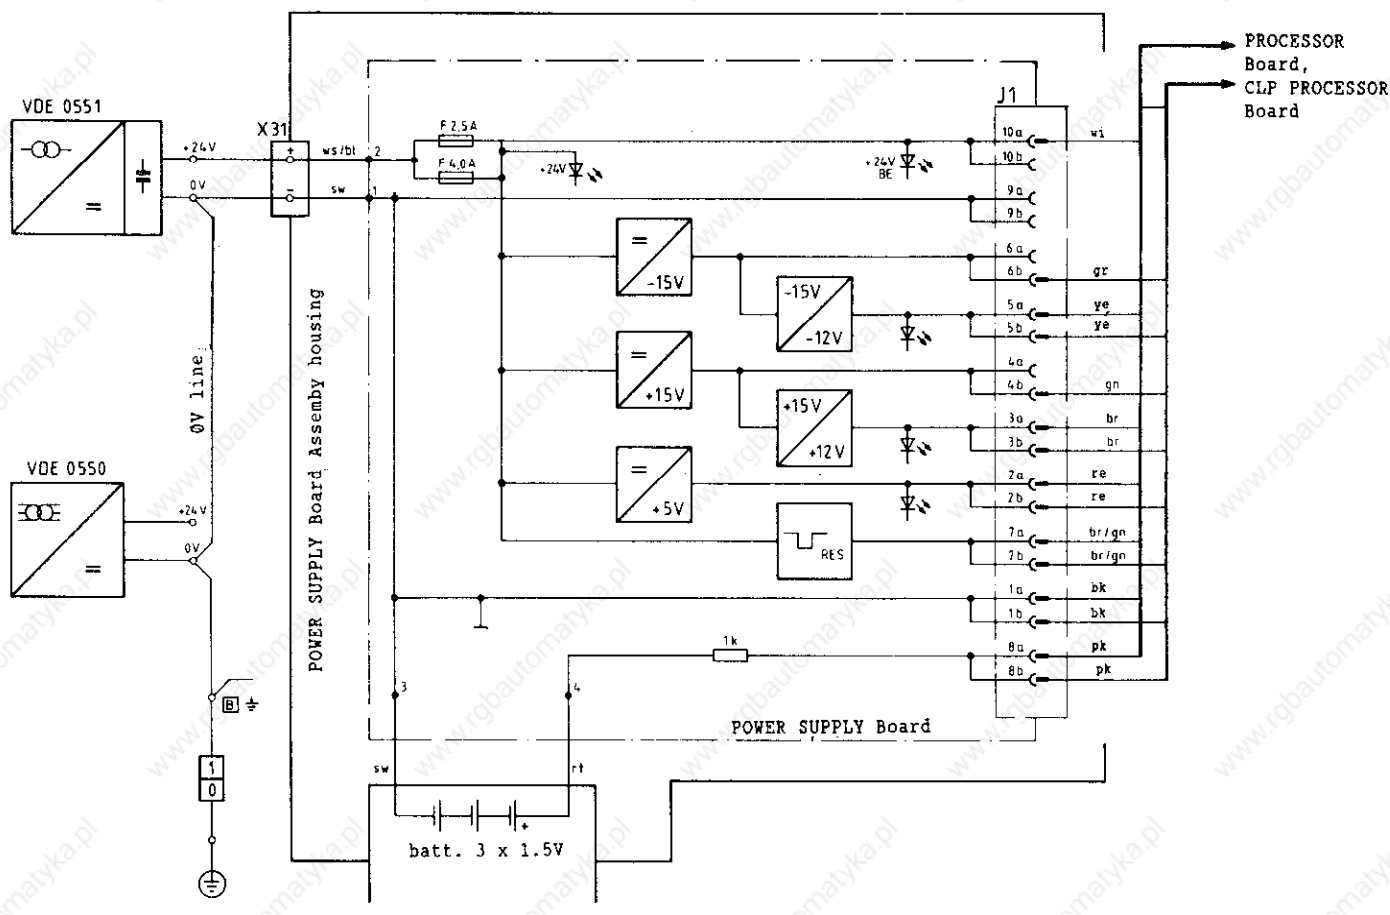 PROCESSOR
Board,
CLP PROCESSOR
Board
VDE 0551
+24V
0V
X31
+
−
ws/bl
sw
2
1
F 2,5A
F 4,0A
+24V
+24V
BE
J1
10a
10b
9a
9b
6a
6b
5a
5b
4a
4b
3a
3b
2a
2b
7a
7b
1a
1b
8a
8b
wi
gr
ye
ye
gn
br
br
re
re
br/gn
br/gn
bk
bk
pk
pk
-15V
-15V
-12V
+15V
+15V
+12V
+5V
RES
1k
3
4
POWER SUPPLY Board
POWER SUPPLY Board Assemby housing
0V line
VDE 0550
+24V
0V
B
1
0
sw
rt
+
batt. 3 x 1.5V
www.rgbautomatyka.pl